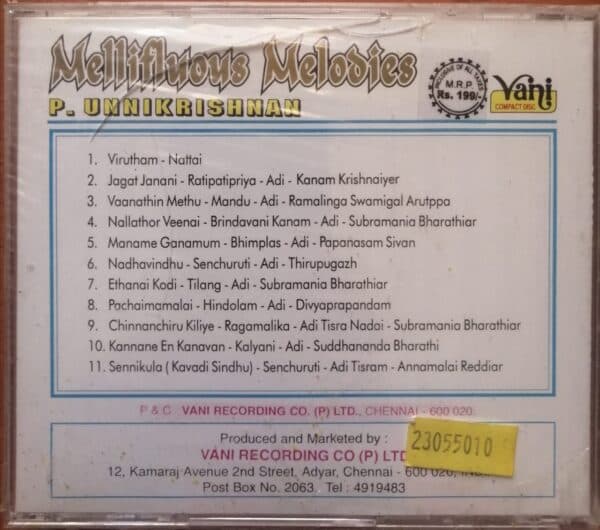 Mellifluous Melodies
P. UNNIKRISHNAN
INCLUSIVE OF ALL TAXES
M.R.P.
Rs. 199/-
Vani
COMPACT DISC
1. Virutham - Nattai
2. Jagat Janani - Ratipatipriya - Adi - Kanam Krishnaiyer
3. Vaanathin Methu - Mandu - Adi - Ramalinga Swamigal Arutppa
4. Nallathor Veenai - Brindavani Kanam - Adi - Subramania Bharathiar
5. Maname Ganamum - Bhimplas - Adi - Papanasam Sivan
6. Nadhavindhu - Senchuruti - Adi - Thirupugazh
7. Ethanai Kodi - Tilang - Adi - Subramania Bharathiar
8. Pachaimamalai - Hindolam - Adi - Divyaprapandam
9. Chinnanchiru Kiliye - Ragamalika - Adi Tisra Nadai - Subramania Bharathiar
10. Kannane En Kanavan - Kalyani - Adi - Suddhananda Bharathi
11. Sennikula ( Kavadi Sindhu) - Senchuruti - Adi Tisram - Annamalai Reddiar
P & C VANI RECORDING CO. (P) LTD., CHENNAI - 600 020.
Produced and Marketed by :
VANI RECORDING CO (P) LTD
23055010
12, Kamaraj Avenue 2nd Street, Adyar, Chennai - 600 020,
Post Box No. 2063. Tel : 4919483